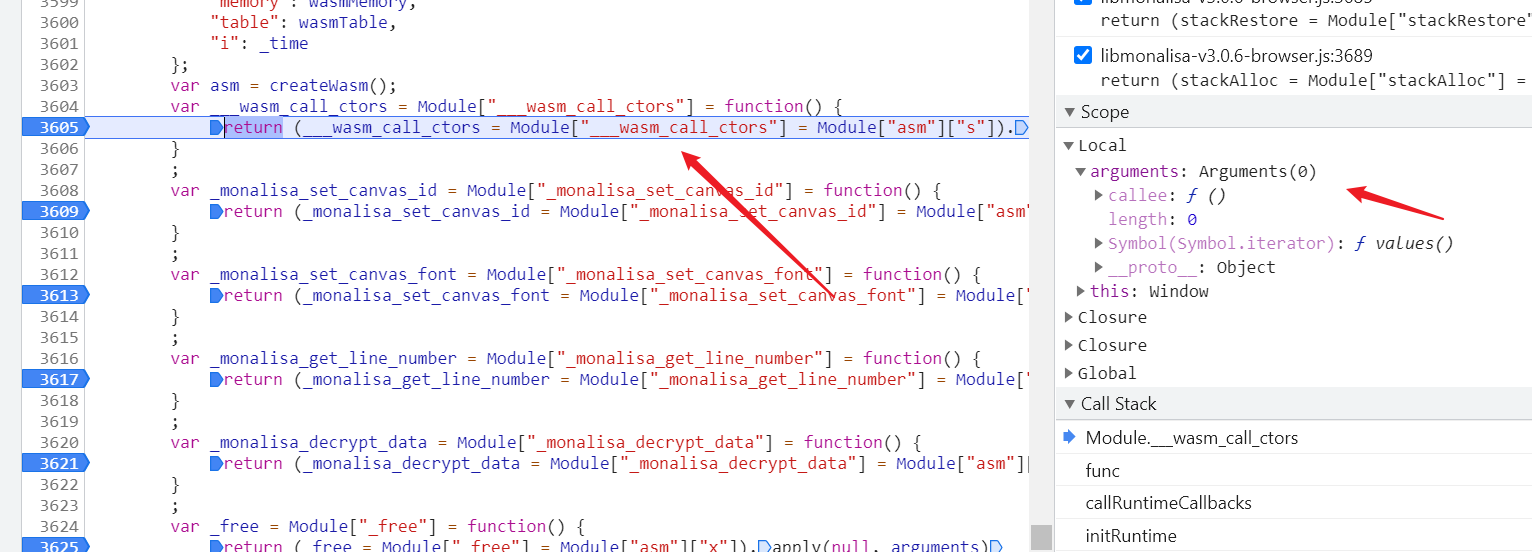 3599 "memory": wasmMemory,
3600 "table": wasmTable,
3601 "i": _time
3602 };
3603 var asm = createWasm();
3604 var ___wasm_call_ctors = Module["___wasm_call_ctors"] = function() {
3605 return (___wasm_call_ctors = Module["___wasm_call_ctors"] = Module["asm"]["s"]).
3606 }
3607 ;
3608 var _monalisa_set_canvas_id = Module["_monalisa_set_canvas_id"] = function() {
3609 return (_monalisa_set_canvas_id = Module["_monalisa_set_canvas_id"] = Module["asm"
3610 }
3611 ;
3612 var _monalisa_set_canvas_font = Module["_monalisa_set_canvas_font"] = function() {
3613 return (_monalisa_set_canvas_font = Module["_monalisa_set_canvas_font"] = Module["
3614 }
3615 ;
3616 var _monalisa_get_line_number = Module["_monalisa_get_line_number"] = function() {
3617 return (_monalisa_get_line_number = Module["_monalisa_get_line_number"] = Module["
3618 }
3619 ;
3620 var _monalisa_decrypt_data = Module["_monalisa_decrypt_data"] = function() {
3621 return (_monalisa_decrypt_data = Module["_monalisa_decrypt_data"] = Module["asm"][
3622 }
3623 ;
3624 var _free = Module["_free"] = function() {
3625 return (_free = Module["_free"] = Module["asm"]["x"]).apply(null, arguments)
libmonalisa-v3.0.6-browser.js:3685
return (stackRestore = Module["stackRestore"
libmonalisa-v3.0.6-browser.js:3689
return (stackAlloc = Module["stackAlloc"] =
Scope
Local
arguments: Arguments(0)
callee: ƒ ()
length: 0
Symbol(Symbol.iterator): ƒ values()
__proto__: Object
this: Window
Closure
Closure
Global
Call Stack
Module.___wasm_call_ctors
func
callRuntimeCallbacks
initRuntime